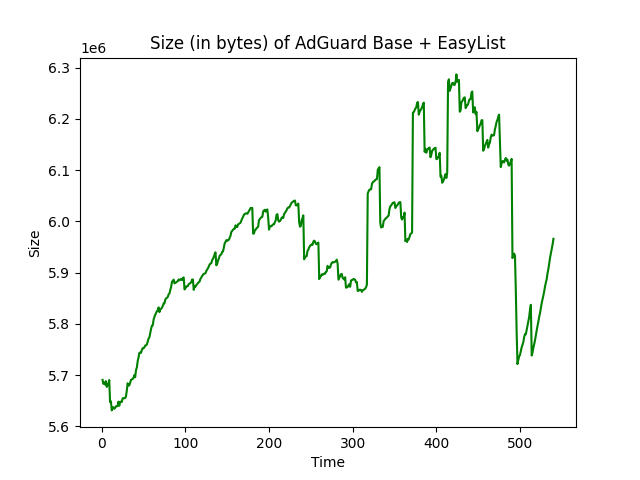 Size (in bytes) of AdGuard Base + EasyList
1e6
6.3
6.2
6.1
6.0
5.9
5.8
5.7
5.6
Size
0 100 200 300 400 500
Time